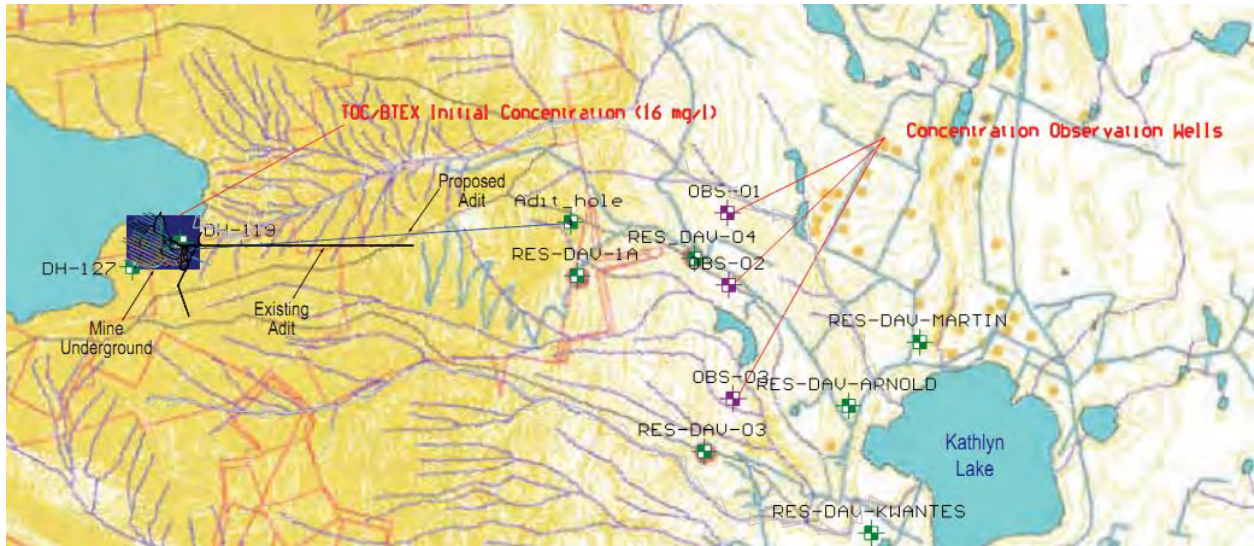 TOC/BTEX Initial Concentration (16 mg/l)
Concentration Observation Wells
Proposed
Adit
OBS-01
Adit_hole
DH-119
RES_DAV-04
RES-DAV-1A
OBS-02
DH-127
Existing
Adit
Mine
Underground
RES-DAV-MARTIN
OBS-03
RES-DAV-ARNOLD
RES-DAV-03
Kathlyn
Lake
RES-DAV-KWANTES